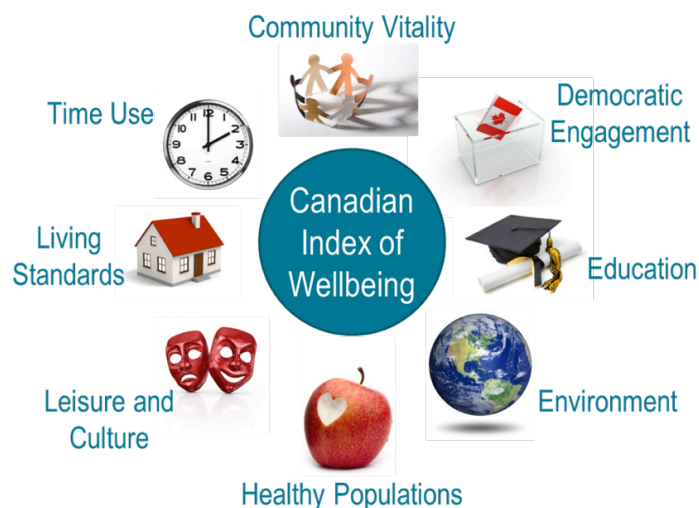 Community Vitality
Democratic
Engagement
Time Use
Canadian
Index of
Wellbeing
Living
Standards
Education
Leisure and
Culture
Environment
Healthy Populations